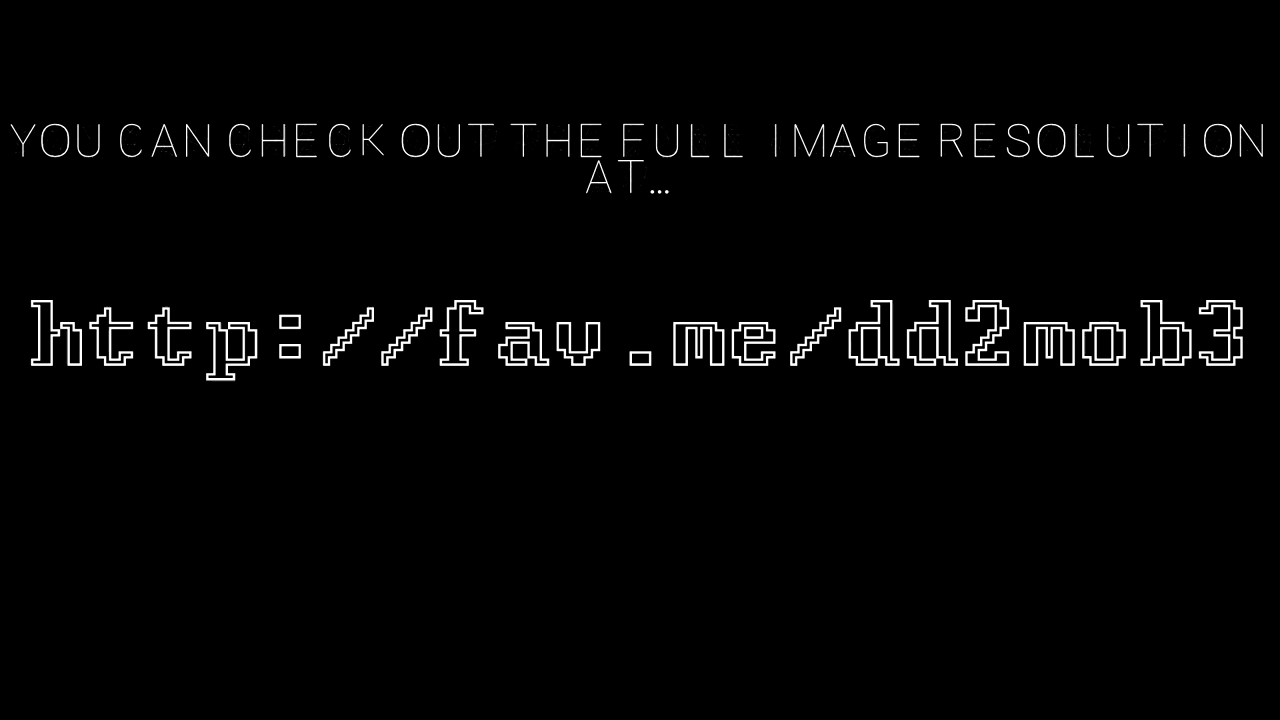 YOU CAN CHECK OUT THE FULL IMAGE RESOLUTION
AT...
http://fav.me/dd2mob3